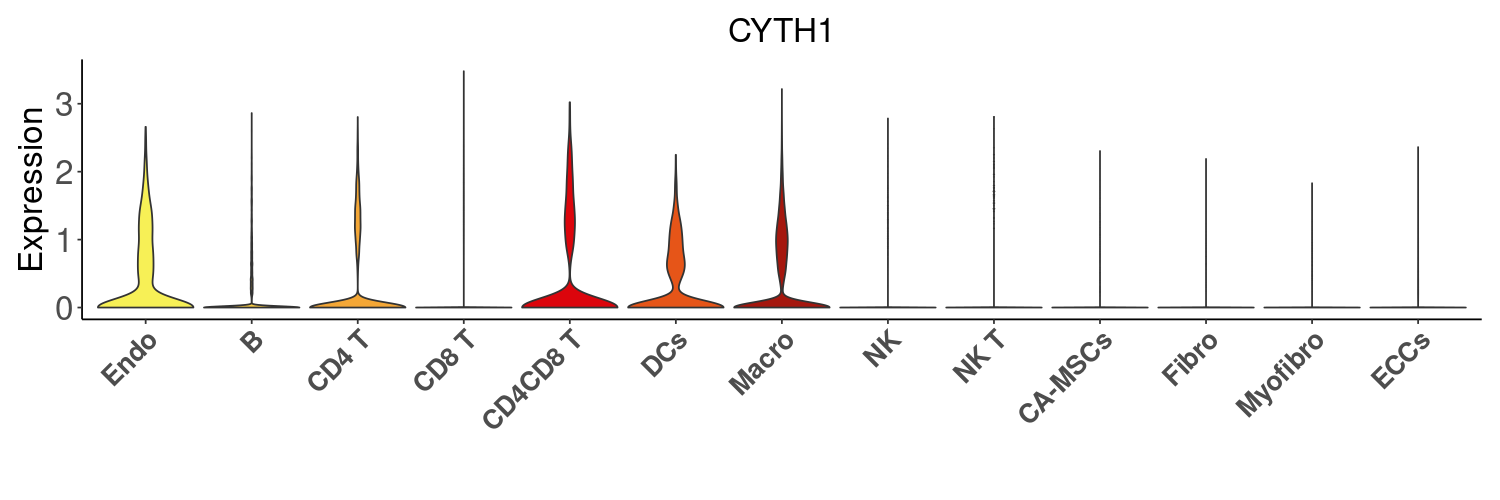 CYTH1
Expression
3
2
1
0
Endo
B
CD4 T
CD8 T
CD4CD8 T
DCs
Macro
NK
NK T
CA-MSCs
Fibro
Myofibro
ECCs